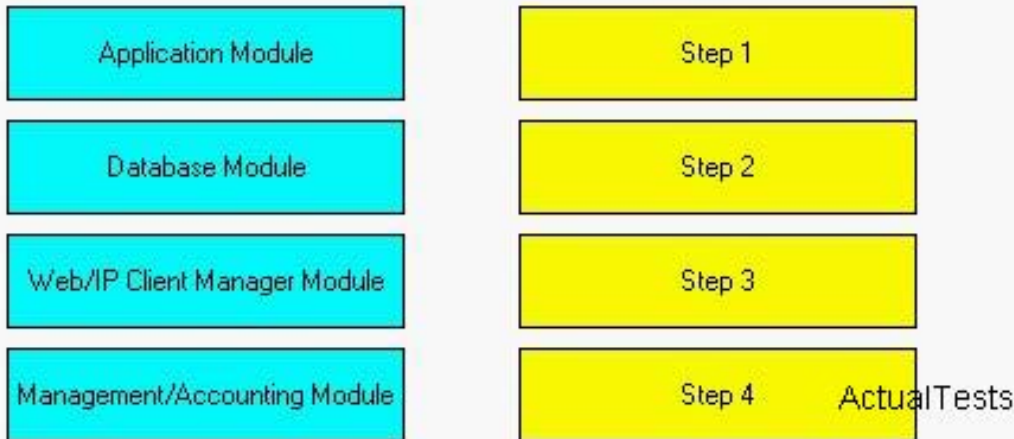 Application Module
Step 1
Database Module
Step 2
Web/IP Client Manager Module
Step 3
Management/Accounting Module
Step 4
ActualTests